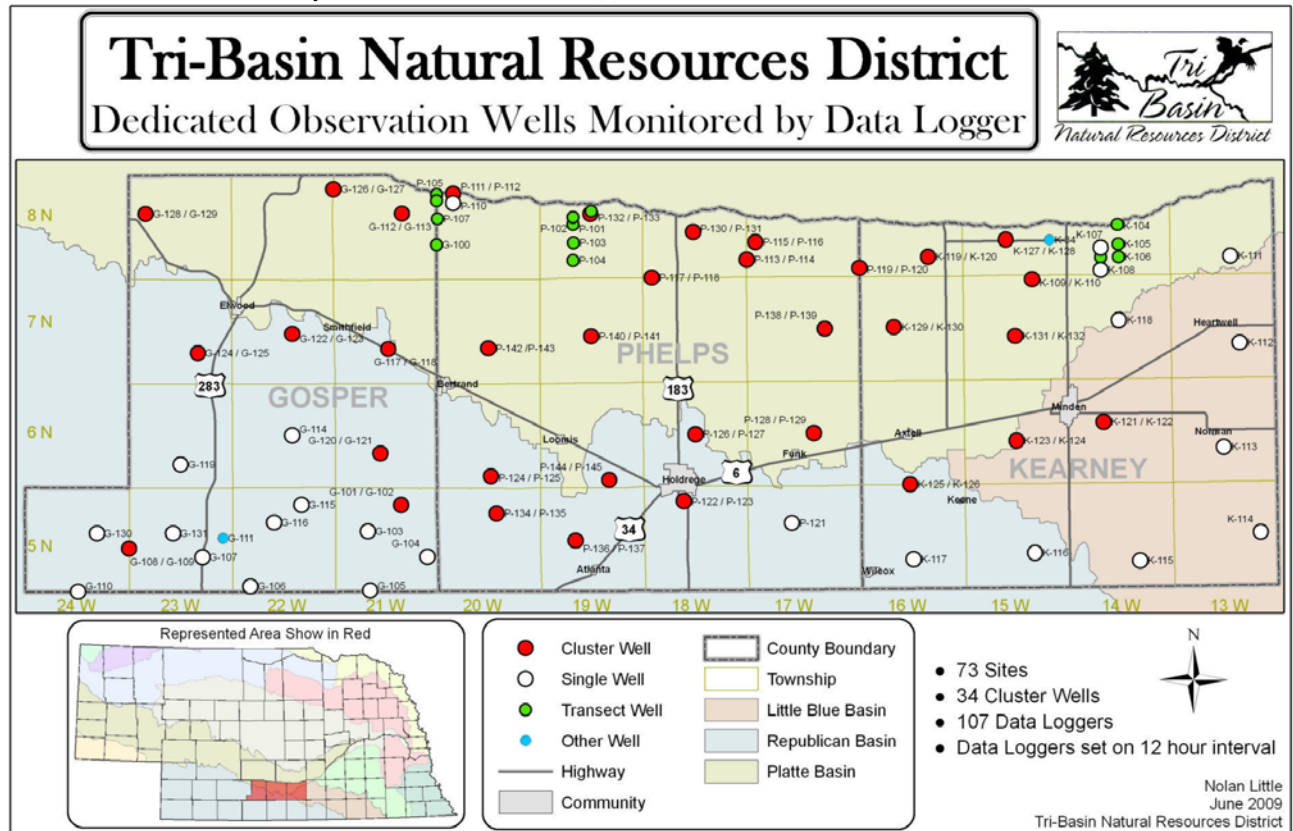 Tri-Basin Natural Resources District
Dedicated Observation Wells Monitored by Data Logger
Tri
Basin
Natural Resources District
8 N
7 N
6 N
5 N
24 W
23 W
22 W
21 W
20 W
19 W
18 W
17 W
16 W
15 W
14 W
13 W
G-128 / G-129
G-126 / G-127
G-112 / G-113
P-105
P-107
G-100
P-111 / P-112
P-110
P-132 / P-133
P-102
P-101
P-103
P-104
P-130 / P-131
P-115 / P-116
P-113 / P-114
P-117 / P-118
P-119 / P-120
K-119 / K-120
K-127 / K-128
K-34
K-107
K-104
K-105
K-106
K-108
K-109 / K-110
K-111
K-118
K-112
Heartwell
Elwood
Smithfield
G-122 / G-123
G-124 / G-125
G-117 / G-118
P-142 /P-143
P-140 / P-141
P-138 / P-139
K-129 / K-130
K-131 / K-132
PHELPS
283
GOSPER
Bertrand
183
Minden
G-114
G-120 / G-121
G-119
Loomis
P-126 / P-127
P-128 / P-129
Funk
Axtell
K-123 / K-124
K-121 / K-122
Norman
K-113
KEARNEY
P-124 / P-125
P-144 / P-145
Holdrege
6
K-125 / K-126
Keene
G-101 / G-102
G-115
G-116
G-103
G-104
P-134 / P-135
P-122 / P-123
34
P-121
K-114
G-130
G-131
G-111
G-108 / G-109
G-107
P-136 / P-137
Atlanta
Wilcox
K-117
K-116
K-115
G-110
G-106
G-105
Represented Area Show in Red
Cluster Well
Single Well
Transect Well
Other Well
Highway
Community
County Boundary
Township
Little Blue Basin
Republican Basin
Platte Basin
N
• 73 Sites
• 34 Cluster Wells
• 107 Data Loggers
• Data Loggers set on 12 hour interval
Nolan Little
June 2009
Tri-Basin Natural Resources District